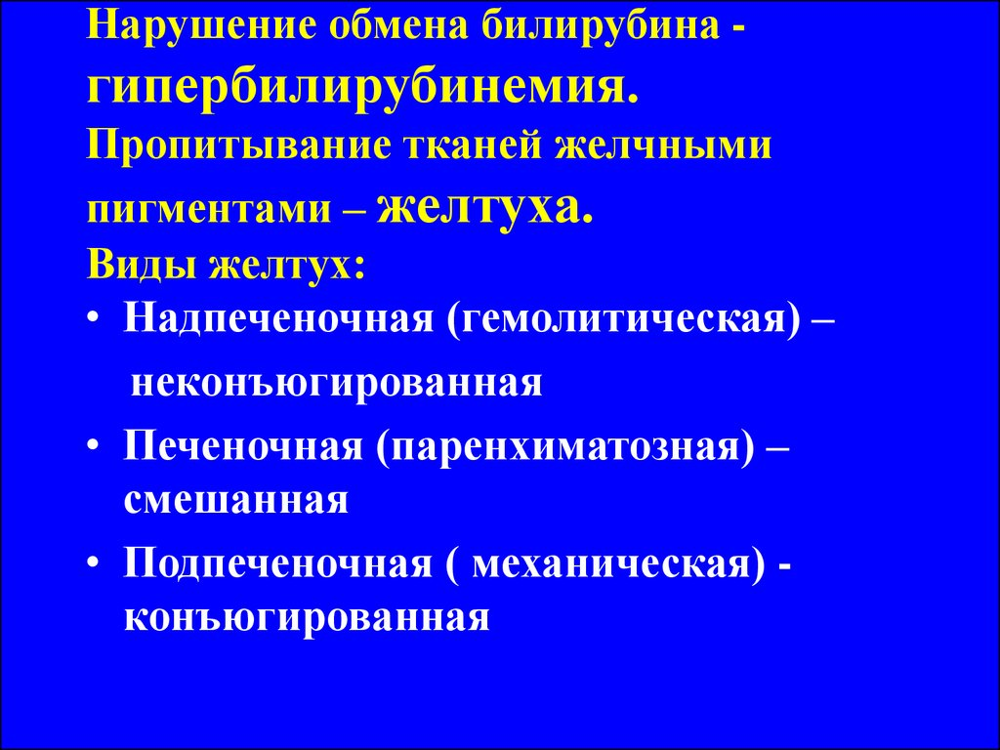 Нарушение обмена билирубина -
гипербилирубинемия.
Пропитывание тканей желчными
пигментами – желтуха.
Виды желтух:
• Надпеченочная (гемолитическая) –
неконъюгированная
• Печеночная (паренхиматозная) –
смешанная
• Подпеченочная ( механическая) -
конъюгированная